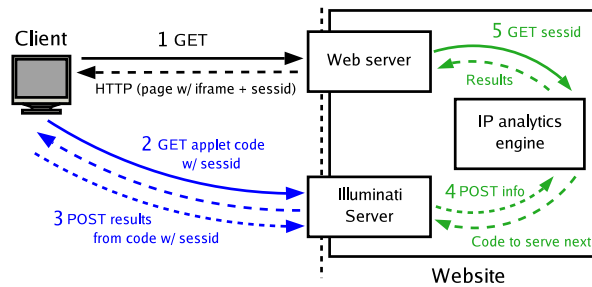 Client
1 GET
HTTP (page w/ iframe + sessid)
Web server
5 GET sessid
Results
IP analytics
engine
2 GET applet code
w/ sessid
3 POST results
from code w/ sessid
Illuminati
Server
4 POST info
Code to serve next
Website